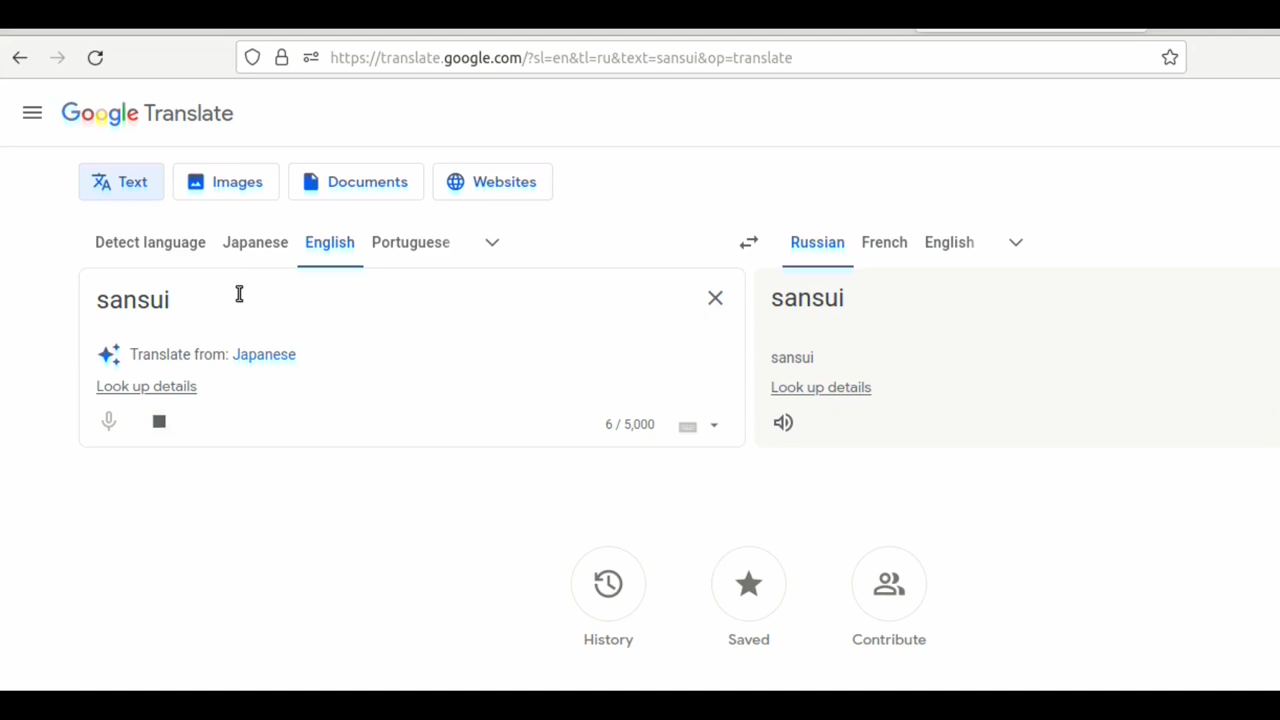 https://translate.google.com/?sl=en&tl=ru&text=sansui&op=translate
Google Translate
Text Images Documents Websites
Detect language Japanese English Portuguese Russian French English
sansui sansui
Translate from: Japanese sansui
Look up details Look up details
6 / 5,000
History Saved Contribute